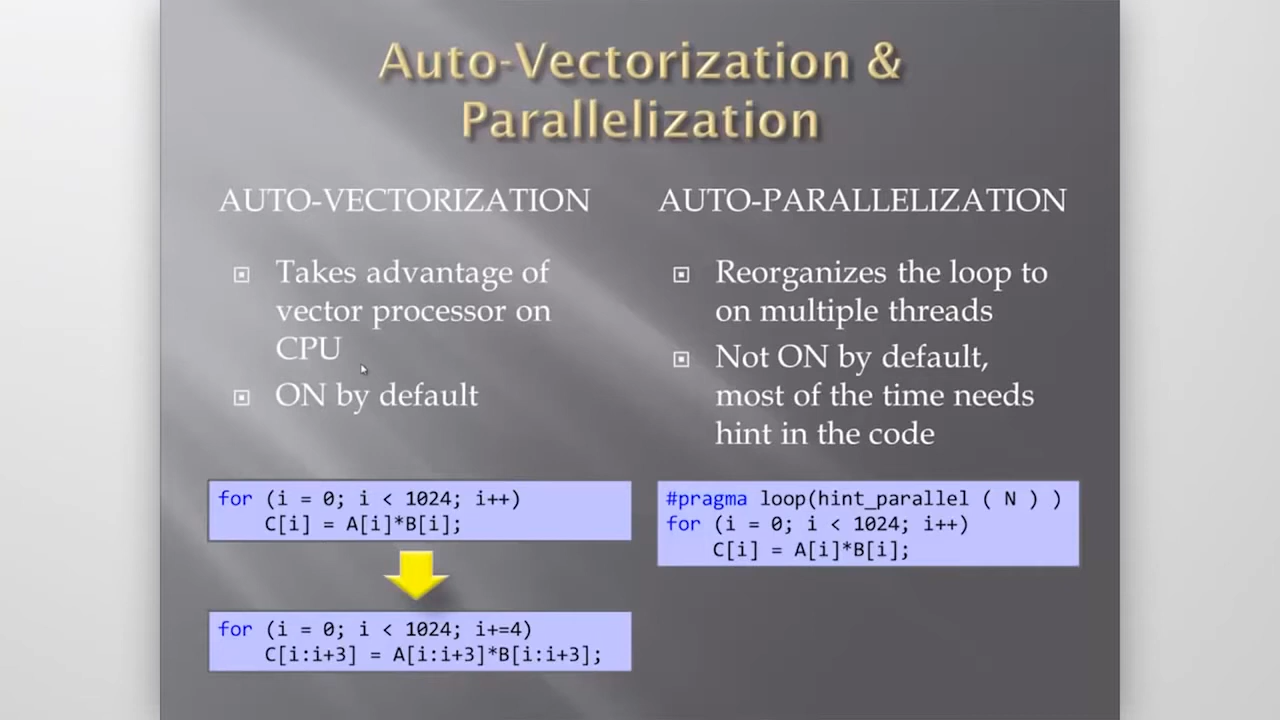 Auto-Vectorization &
Parallelization
AUTO-VECTORIZATION
Takes advantage of
vector processor on
CPU
ON by default
for (i = 0; i < 1024; i++)
    C[i] = A[i]*B[i];
for (i = 0; i < 1024; i+=4)
    C[i:i+3] = A[i:i+3]*B[i:i+3];
AUTO-PARALLELIZATION
Reorganizes the loop to
on multiple threads
Not ON by default,
most of the time needs
hint in the code
#pragma loop(hint_parallel ( N ) )
for (i = 0; i < 1024; i++)
    C[i] = A[i]*B[i];